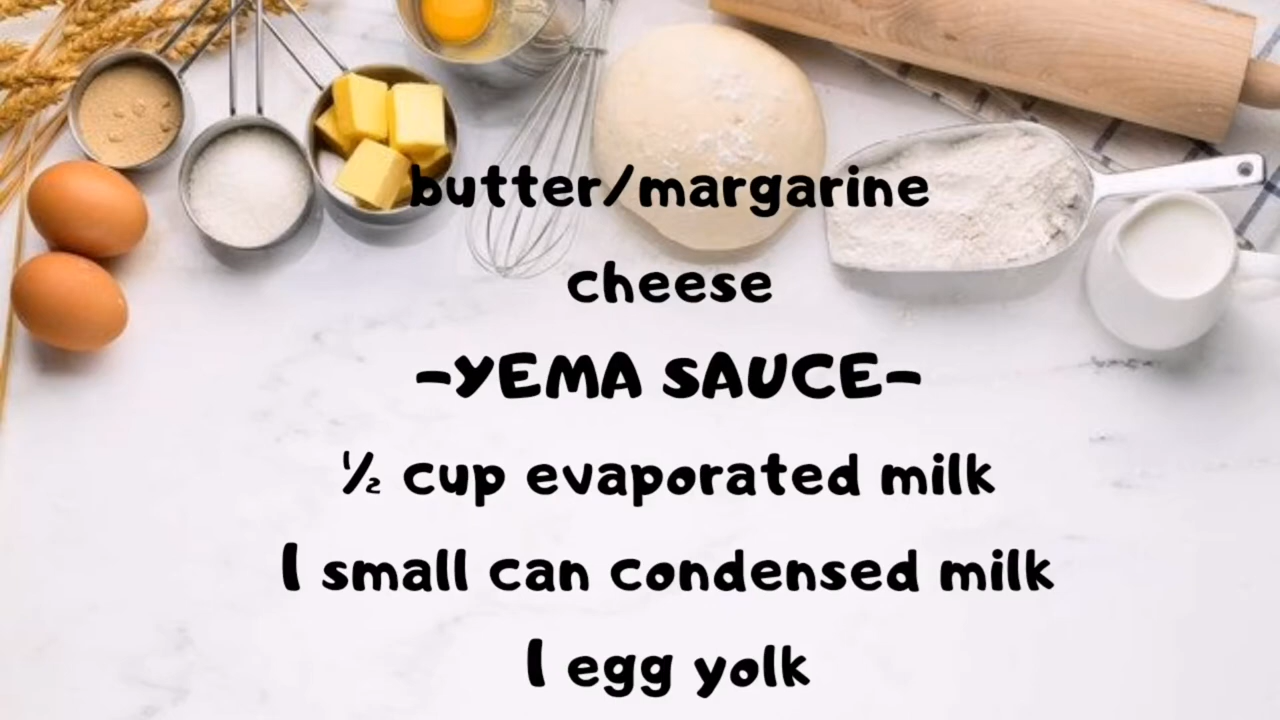 butter/margarine
cheese
-YEMA SAUCE-
½ cup evaporated milk
1 small can condensed milk
1 egg yolk